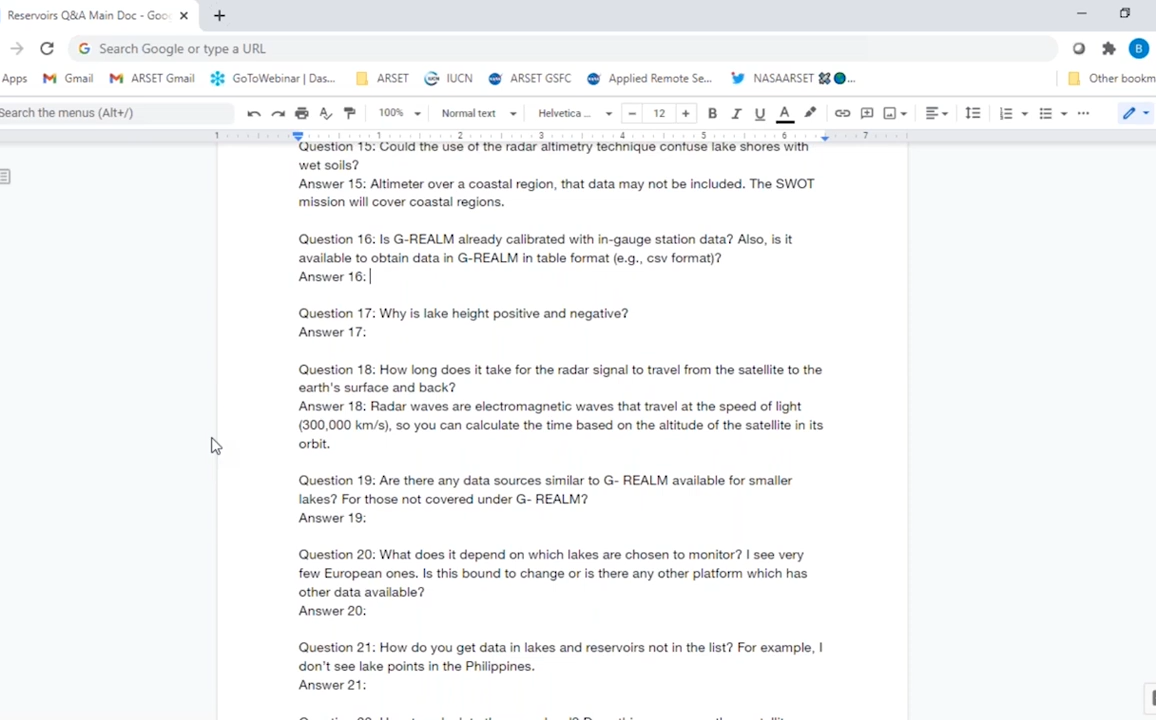 Reservoirs Q&A Main Doc - Goo
Search Google or type a URL
Apps Gmail ARSET Gmail GoToWebinar | Das... ARSET IUCN ARSET GSFC Applied Remote Se... NASAARSET ... Other bookm
B
Search the menus (Alt+/) 100% Normal text Helvetica ... 12 B I U A
1 1 2 3 4 5 6 7
Question 15: Could the use of the radar altimetry technique confuse lake shores with
wet soils?
Answer 15: Altimeter over a coastal region, that data may not be included. The SWOT
mission will cover coastal regions.
Question 16: Is G-REALM already calibrated with in-gauge station data? Also, is it
available to obtain data in G-REALM in table format (e.g., csv format)?
Answer 16:
Question 17: Why is lake height positive and negative?
Answer 17:
Question 18: How long does it take for the radar signal to travel from the satellite to the
earth's surface and back?
Answer 18: Radar waves are electromagnetic waves that travel at the speed of light
(300,000 km/s), so you can calculate the time based on the altitude of the satellite in its
orbit.
Question 19: Are there any data sources similar to G- REALM available for smaller
lakes? For those not covered under G- REALM?
Answer 19:
Question 20: What does it depend on which lakes are chosen to monitor? I see very
few European ones. Is this bound to change or is there any other platform which has
other data available?
Answer 20:
Question 21: How do you get data in lakes and reservoirs not in the list? For example, I
don't see lake points in the Philippines.
Answer 21: